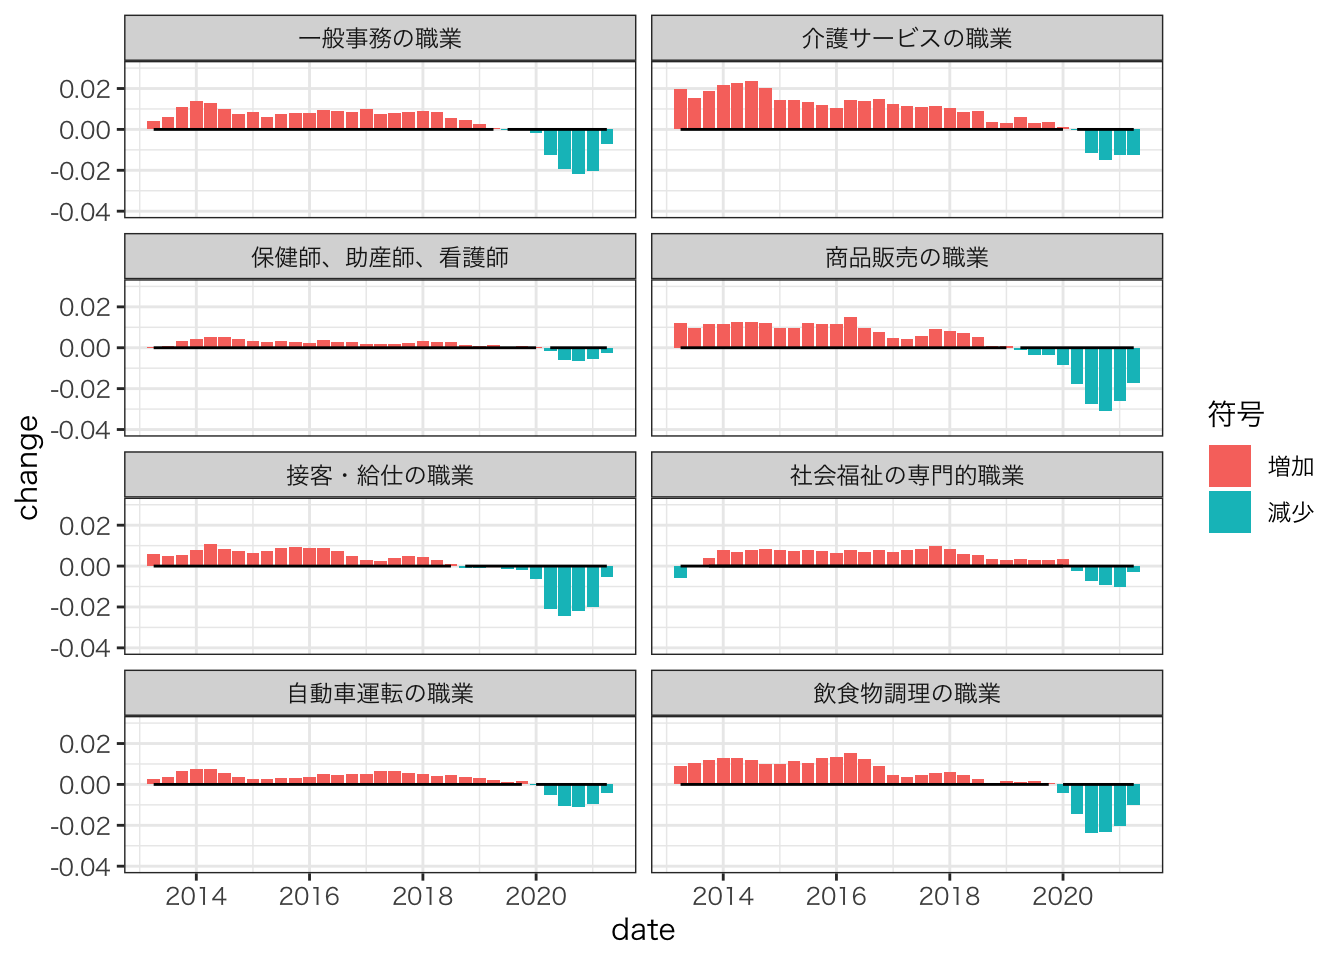 一般事務の職業
介護サービスの職業
0.02
0.00
-0.02
-0.04
保健師、助産師、看護師
商品販売の職業
0.02
0.00
-0.02
-0.04
接客・給仕の職業
社会福祉の専門的職業
0.02
0.00
-0.02
-0.04
自動車運転の職業
飲食物調理の職業
0.02
0.00
-0.02
-0.04
2014 2016 2018 2020
2014 2016 2018 2020
date
change
符号
増加
減少